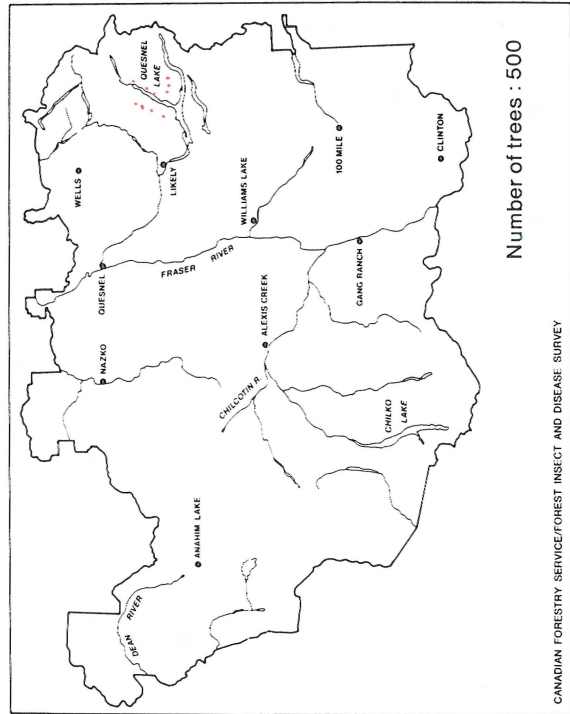 QUESNEL
LAKE
WELLS
LIKELY
QUESNEL
WILLIAMS LAKE
100 MILE
CLINTON
FRASER RIVER
NAZKO
ALEXIS CREEK
GANG RANCH
CHILCOTIN R.
CHILKO
LAKE
ANAHIM LAKE
DEAN RIVER
Number of trees : 500
CANADIAN FORESTRY SERVICE/FOREST INSECT AND DISEASE SURVEY